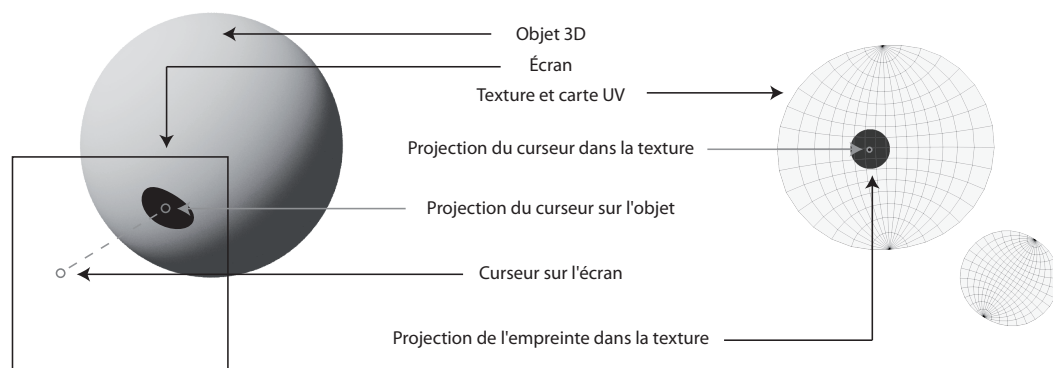 Objet 3D
Écran
Texture et carte UV
Projection du curseur dans la texture
Projection du curseur sur l'objet
Curseur sur l'écran
Projection de l'empreinte dans la texture